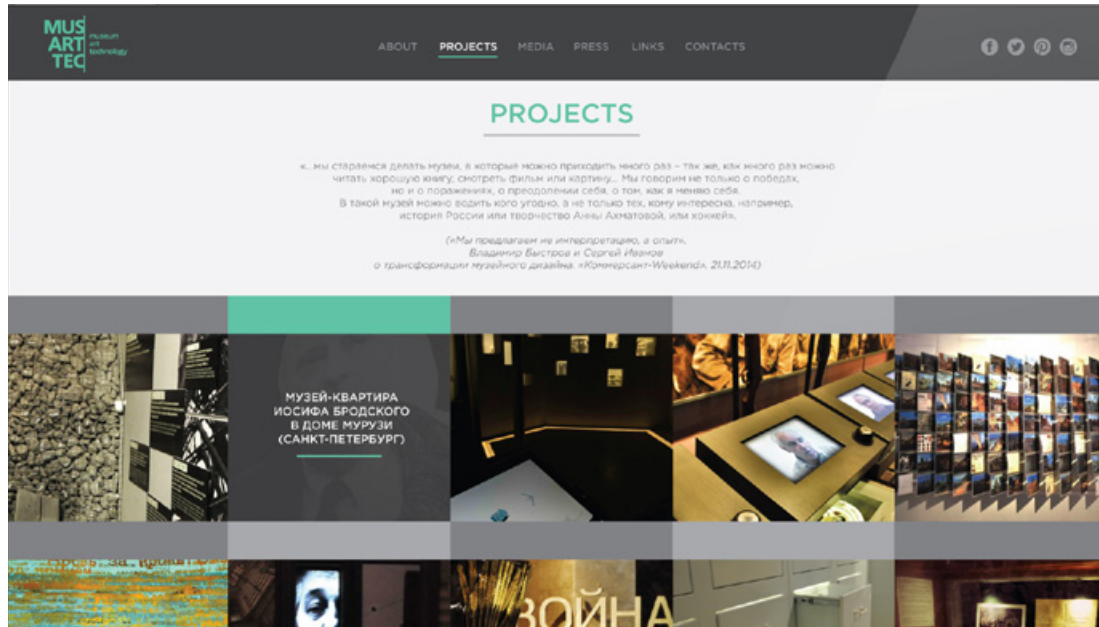 MUS
ART
TEC
museum
art
technology
ABOUT PROJECTS MEDIA PRESS LINKS CONTACTS
PROJECTS
«...мы стараемся делать музеи, в которые можно приходить много раз – так же, как много раз можно
читать хорошую книгу, смотреть фильм или картину... Мы говорим не только о победах,
но и о поражениях, о преодолении себя, о том, как я меняю себя.
В такой музей можно водить кого угодно, а не только тех, кому интересна, например,
история России или творчество Анны Ахматовой, или хоккей».
(«Мы предлагаем не интерпретацию, а опыт».
Владимир Быстров и Сергей Иванов
о трансформации музейного дизайна. «Коммерсант-Weekend». 21.11.2014)
МУЗЕЙ-КВАРТИРА
ИОСИФА БРОДСКОГО
В ДОМЕ МУРУЗИ
(САНКТ-ПЕТЕРБУРГ)
ВОЙНА